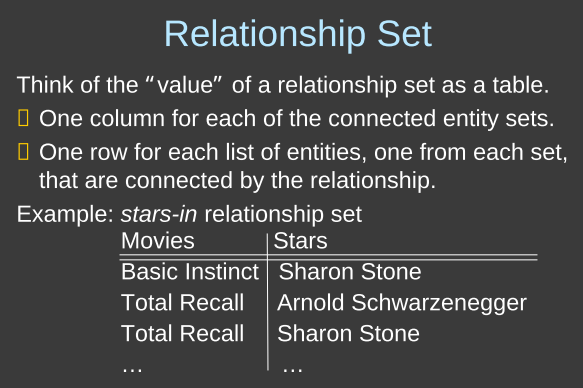 Relationship Set
Think of the “value” of a relationship set as a table.
One column for each of the connected entity sets.
One row for each list of entities, one from each set,
that are connected by the relationship.
Example: stars-in relationship set
Movies Stars
Basic Instinct Sharon Stone
Total Recall Arnold Schwarzenegger
Total Recall Sharon Stone
… …